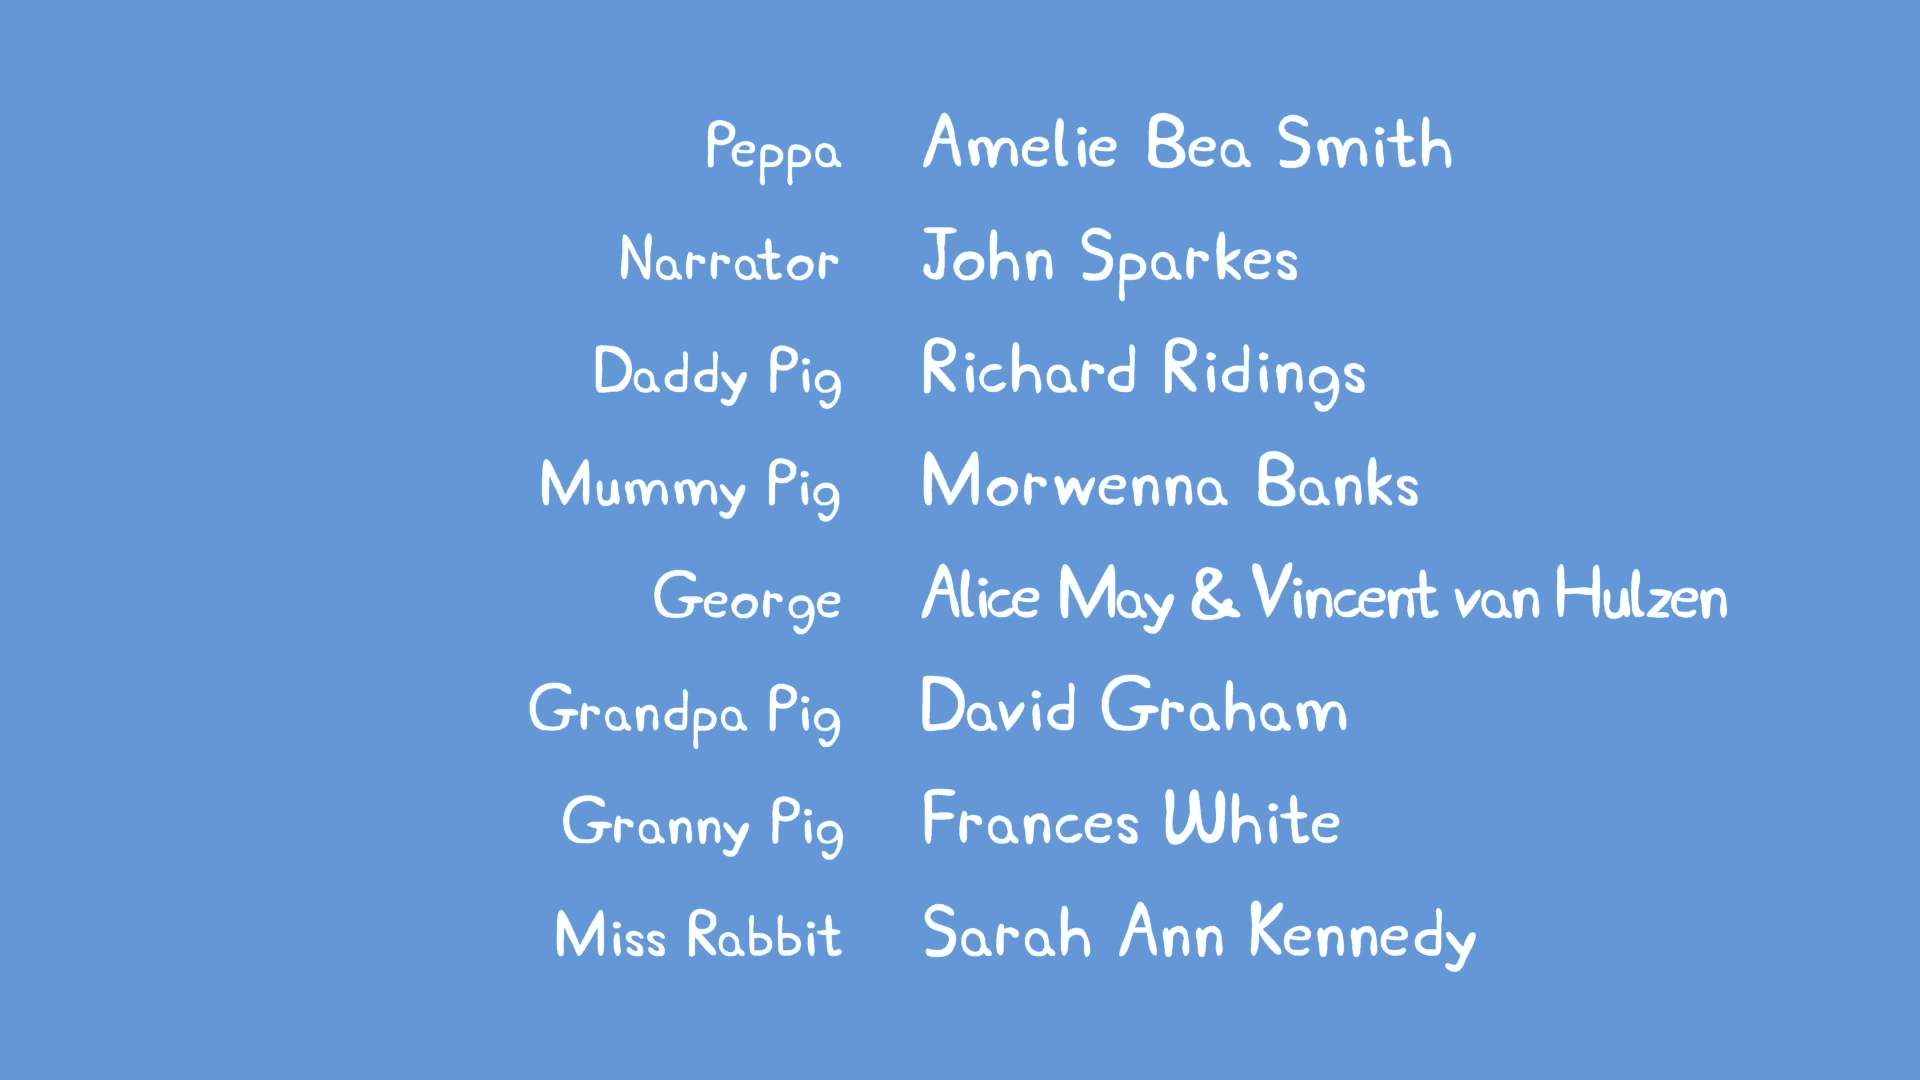 Peppa Amelie Bea Smith
Narrator John Sparkes
Daddy Pig Richard Ridings
Mummy Pig Morwenna Banks
George Alice May & Vincent van Hulzen
Grandpa Pig David Graham
Granny Pig Frances White
Miss Rabbit Sarah Ann Kennedy